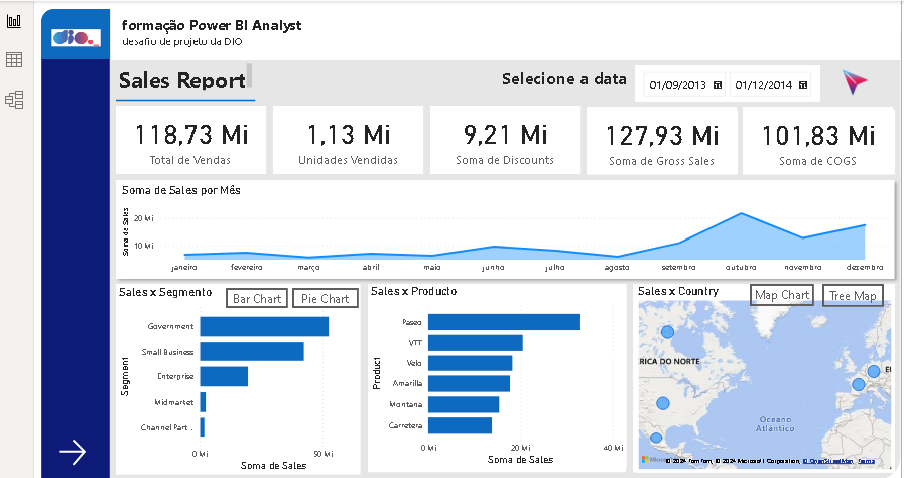 dio.
formação Power BI Analyst
desafio de projeto da DIO
Sales Report
Selecione a data
01/09/2013
01/12/2014
118,73 Mi
Total de Vendas
1,13 Mi
Unidades Vendidas
9,21 Mi
Soma de Discounts
127,93 Mi
Soma de Gross Sales
101,83 Mi
Soma de COGS
Soma de Sales por Mês
Soma de Sales
20 Mi
10 Mi
janeiro fevereiro março abril maio junho julho agosto setembro outubro novembro dezembro
Sales x Segmento
Bar Chart
Pie Chart
Segment
Government
Small Business
Enterprise
Midmarket
Channel Part...
0 Mi 50 Mi
Soma de Sales
Sales x Producto
Product
Paseo
VTT
Velo
Amarilla
Montana
Carretera
0 Mi 20 Mi 40 Mi
Soma de Sales
Sales x Country
Map Chart
Tree Map
RICA DO NORTE
Oceano
Atlântico
© 2024 TomTom, © 2024 Microsoft Corporation, © OpenStreetMap Terms